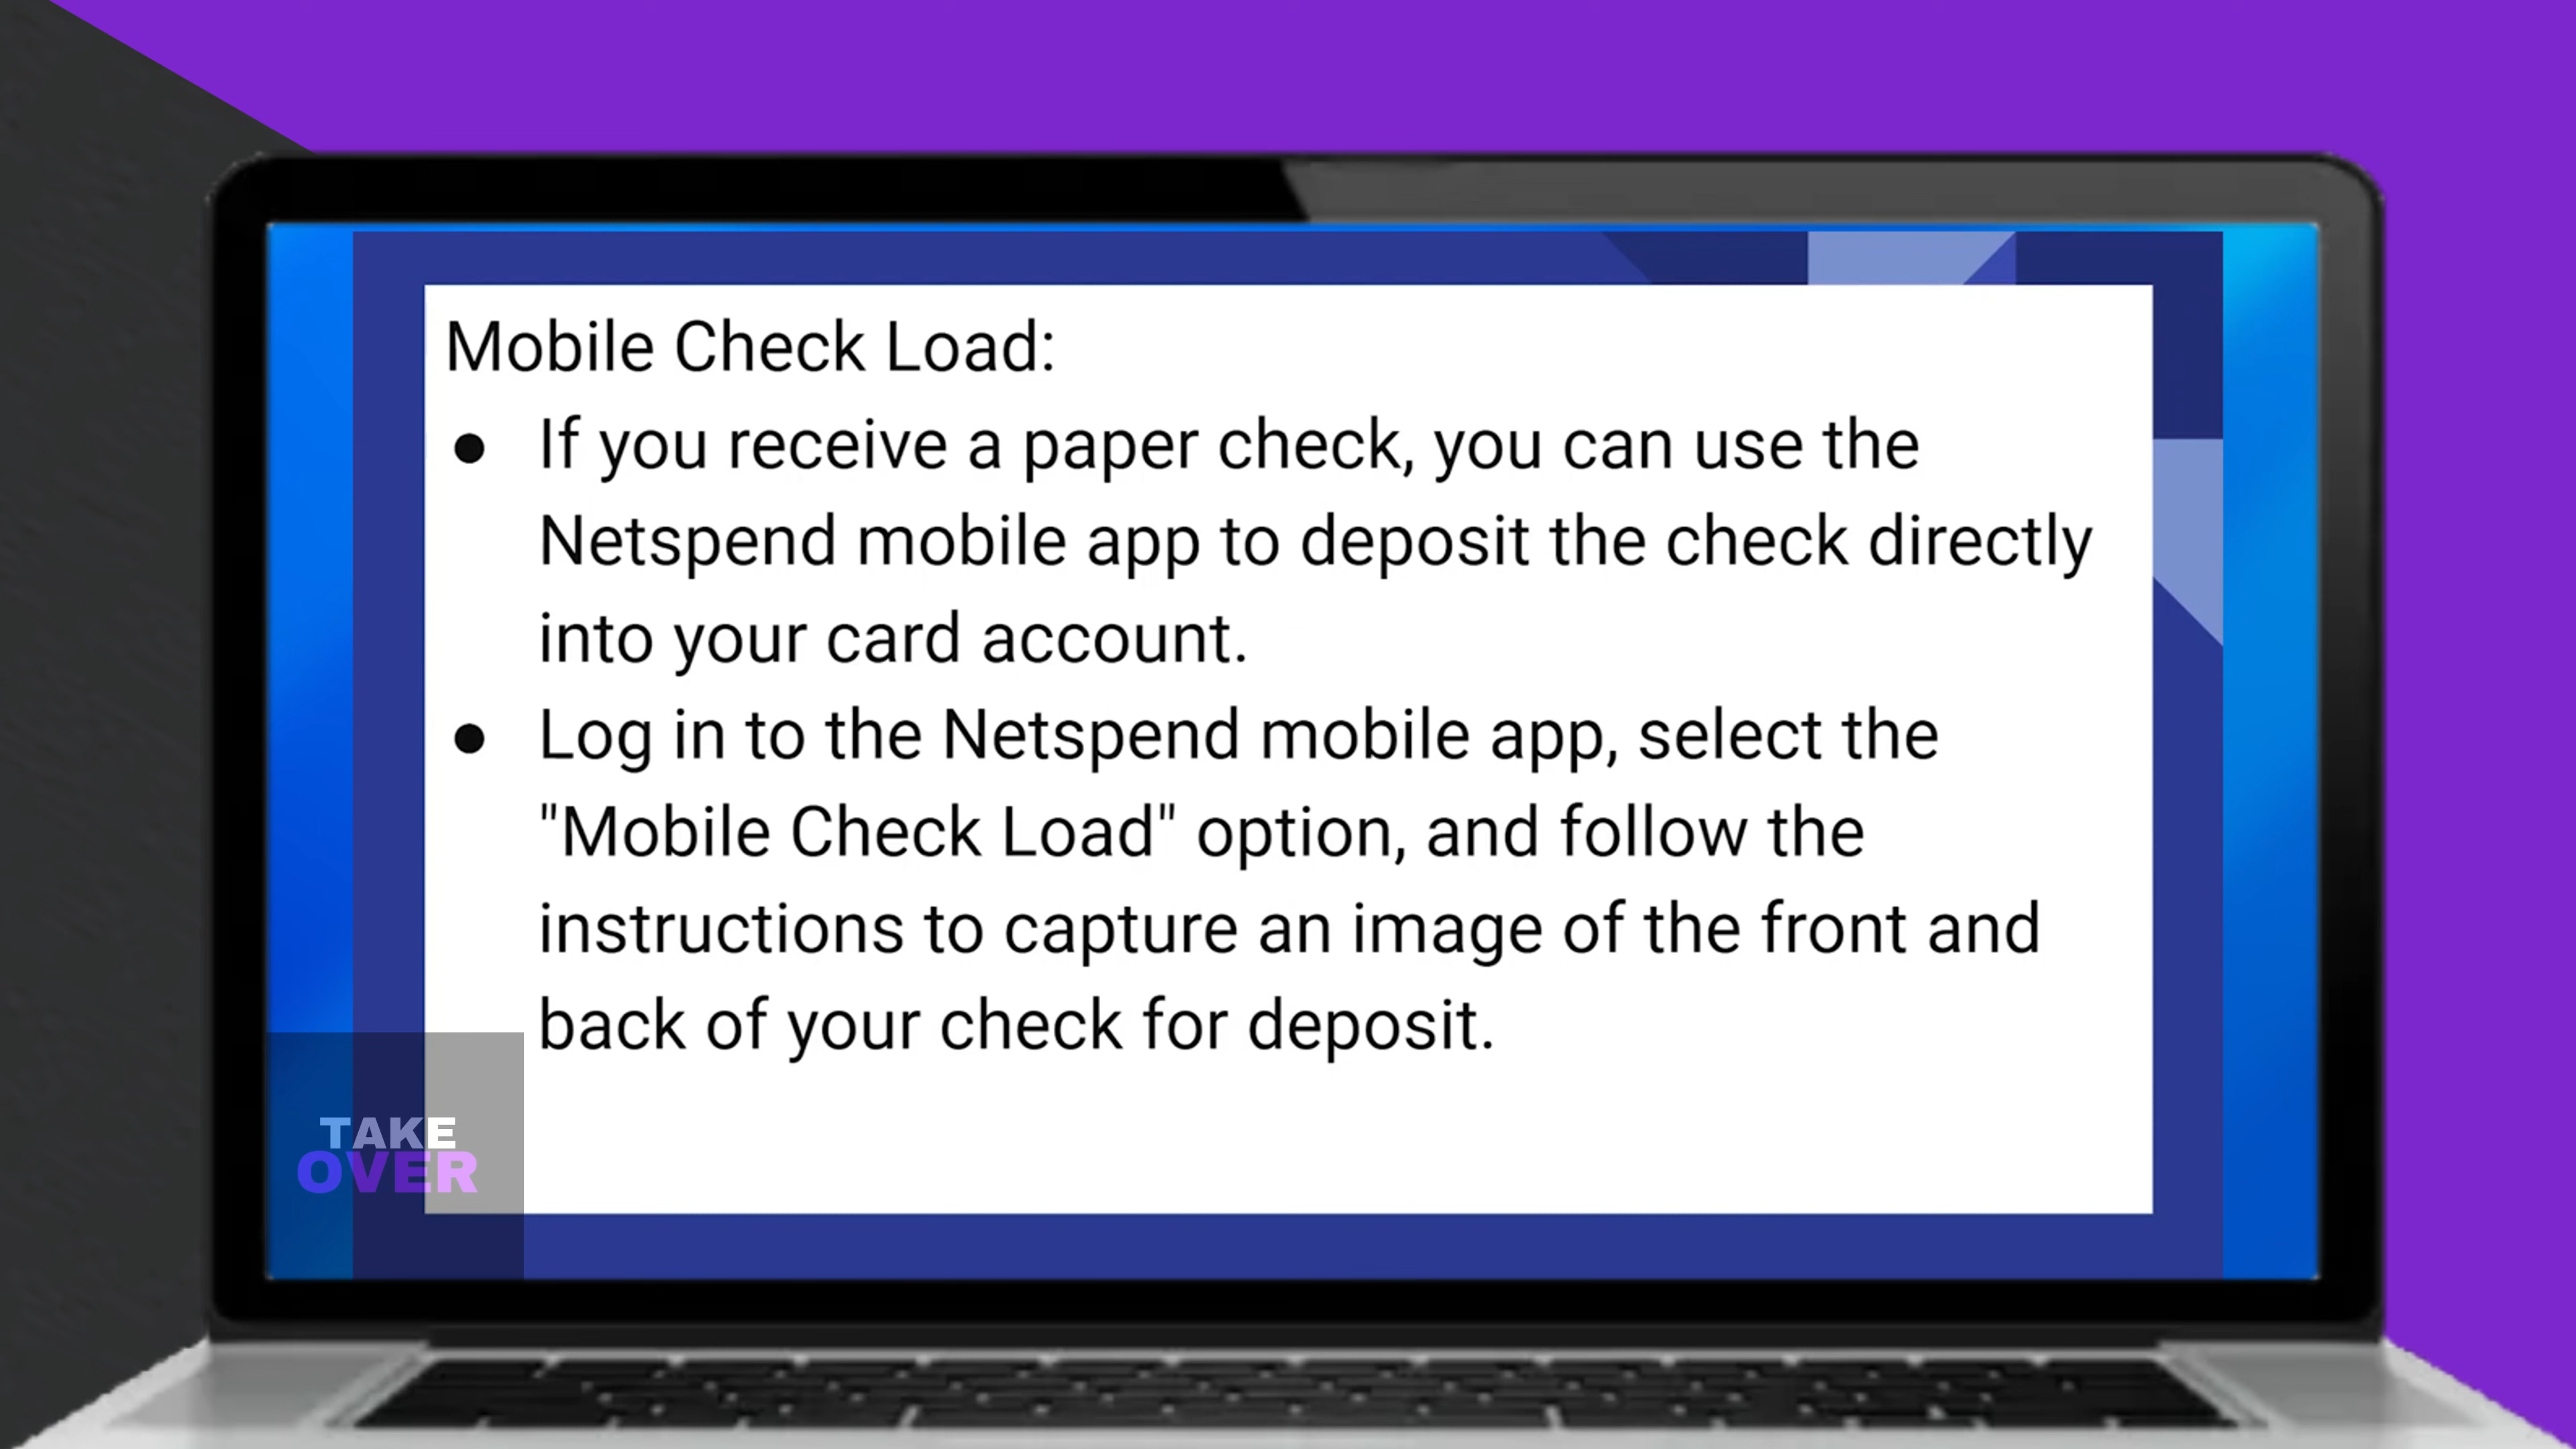 Mobile Check Load:
● If you receive a paper check, you can use the
Netspend mobile app to deposit the check directly
into your card account.
● Log in to the Netspend mobile app, select the
"Mobile Check Load" option, and follow the
instructions to capture an image of the front and
back of your check for deposit.
TAKE
OVER